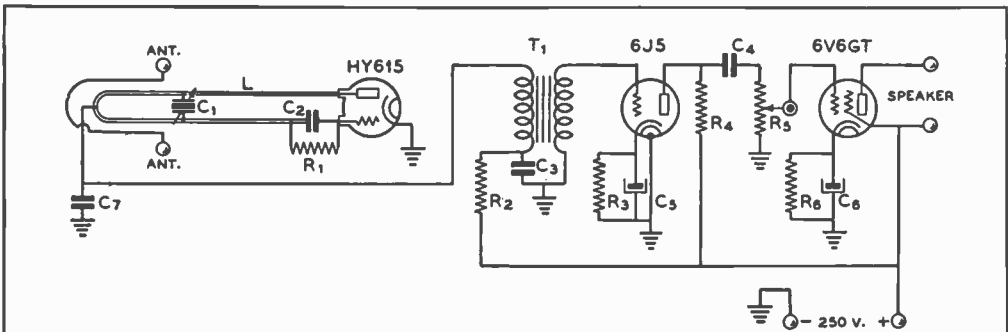 ANT.
L
HY615
T1
6J5
C4
6V6GT
C1
C2
SPEAKER
R4
R5
ANT.
R1
C3
C7
R2
R3
C5
R6
C6
- 250 V. +